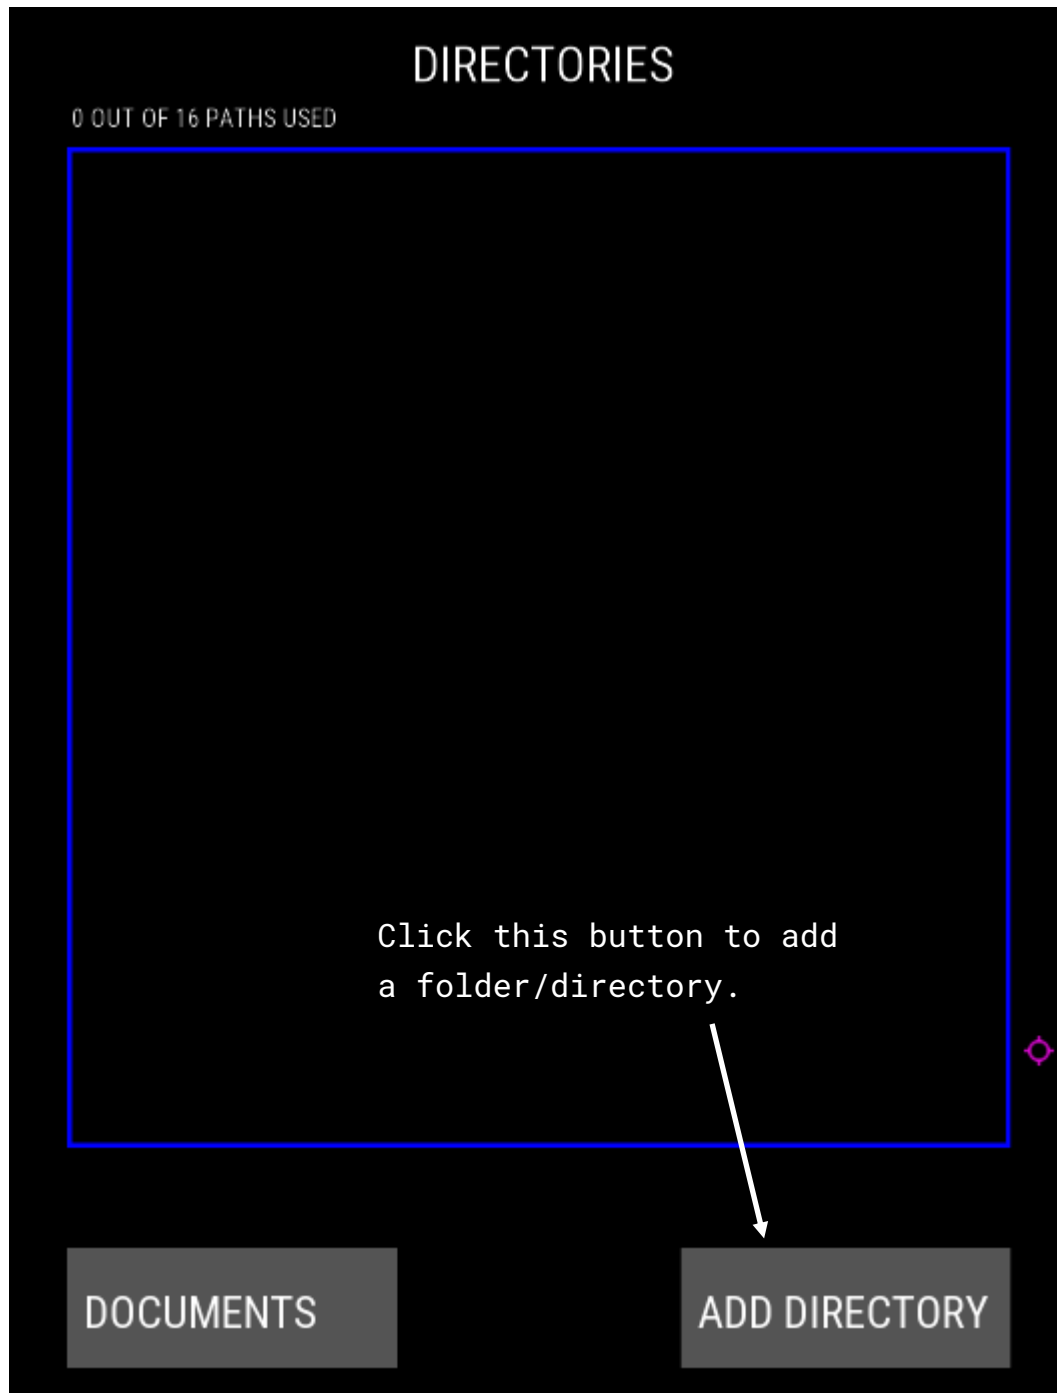 DIRECTORIES
0 OUT OF 16 PATHS USED
Click this button to add
a folder/directory.
DOCUMENTS
ADD DIRECTORY